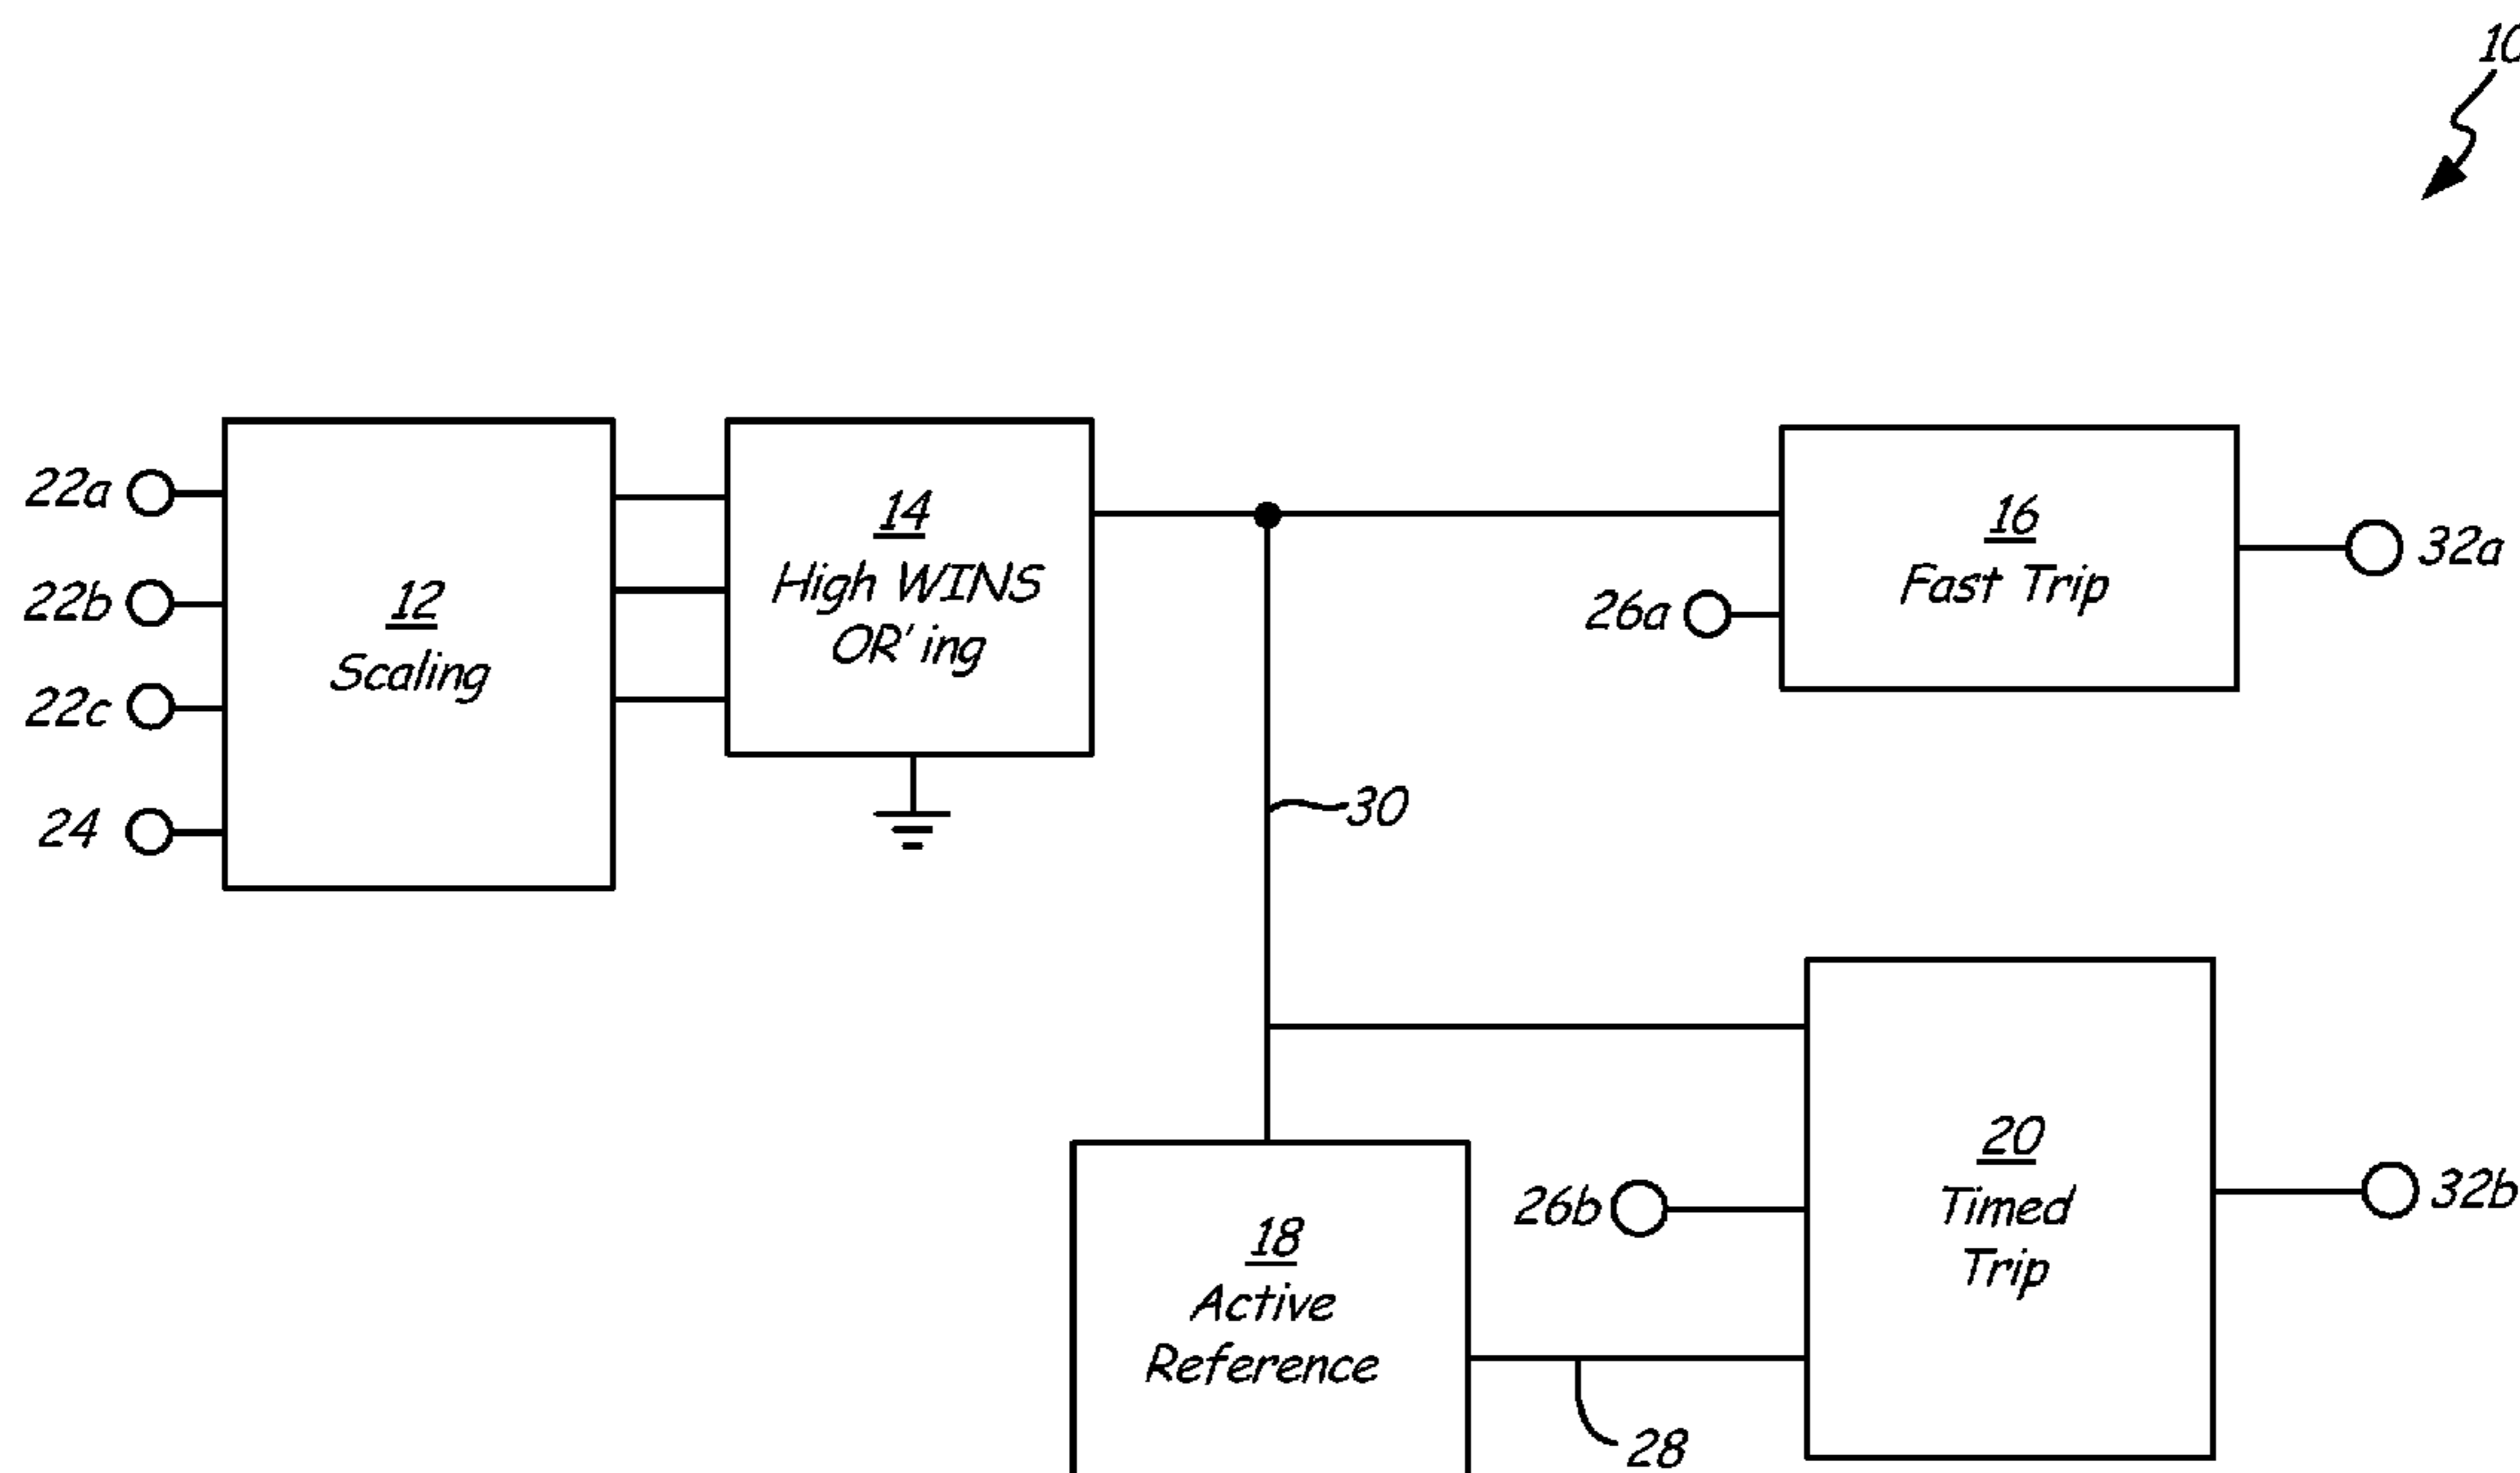 10
22a
22b
22c
24
12
Scaling
14
High WINS
OR' ing
16
Fast Trip
26a
32a
30
18
Active
Reference
26b
20
Timed
Trip
32b
28